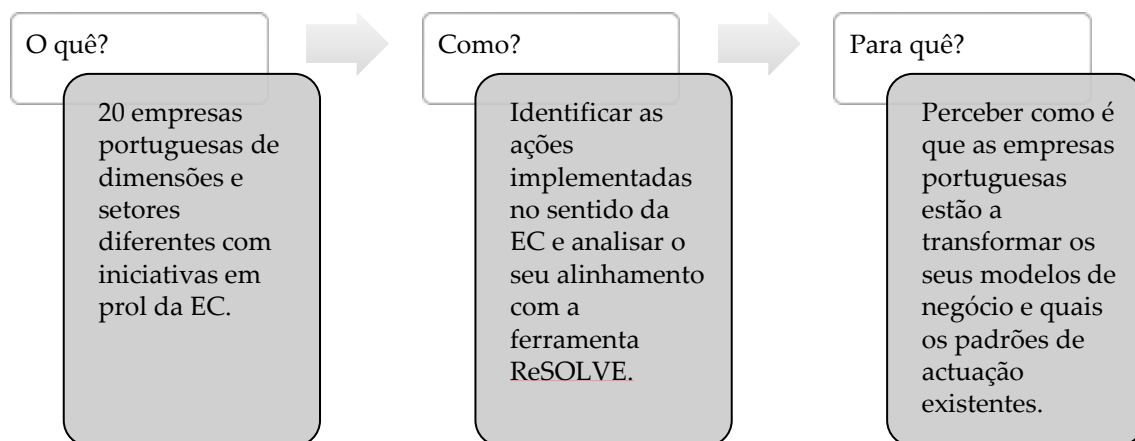 O quê?
20 empresas
portuguesas de
dimensões e
setores
diferentes com
iniciativas em
prol da EC.
Como?
Identificar as
ações
implementadas
no sentido da
EC e analisar o
seu alinhamento
com a
ferramenta
ReSOLVE.
Para quê?
Perceber como é
que as empresas
portuguesas
estão a
transformar os
seus modelos de
negócio e quais
os padrões de
actuação
existentes.